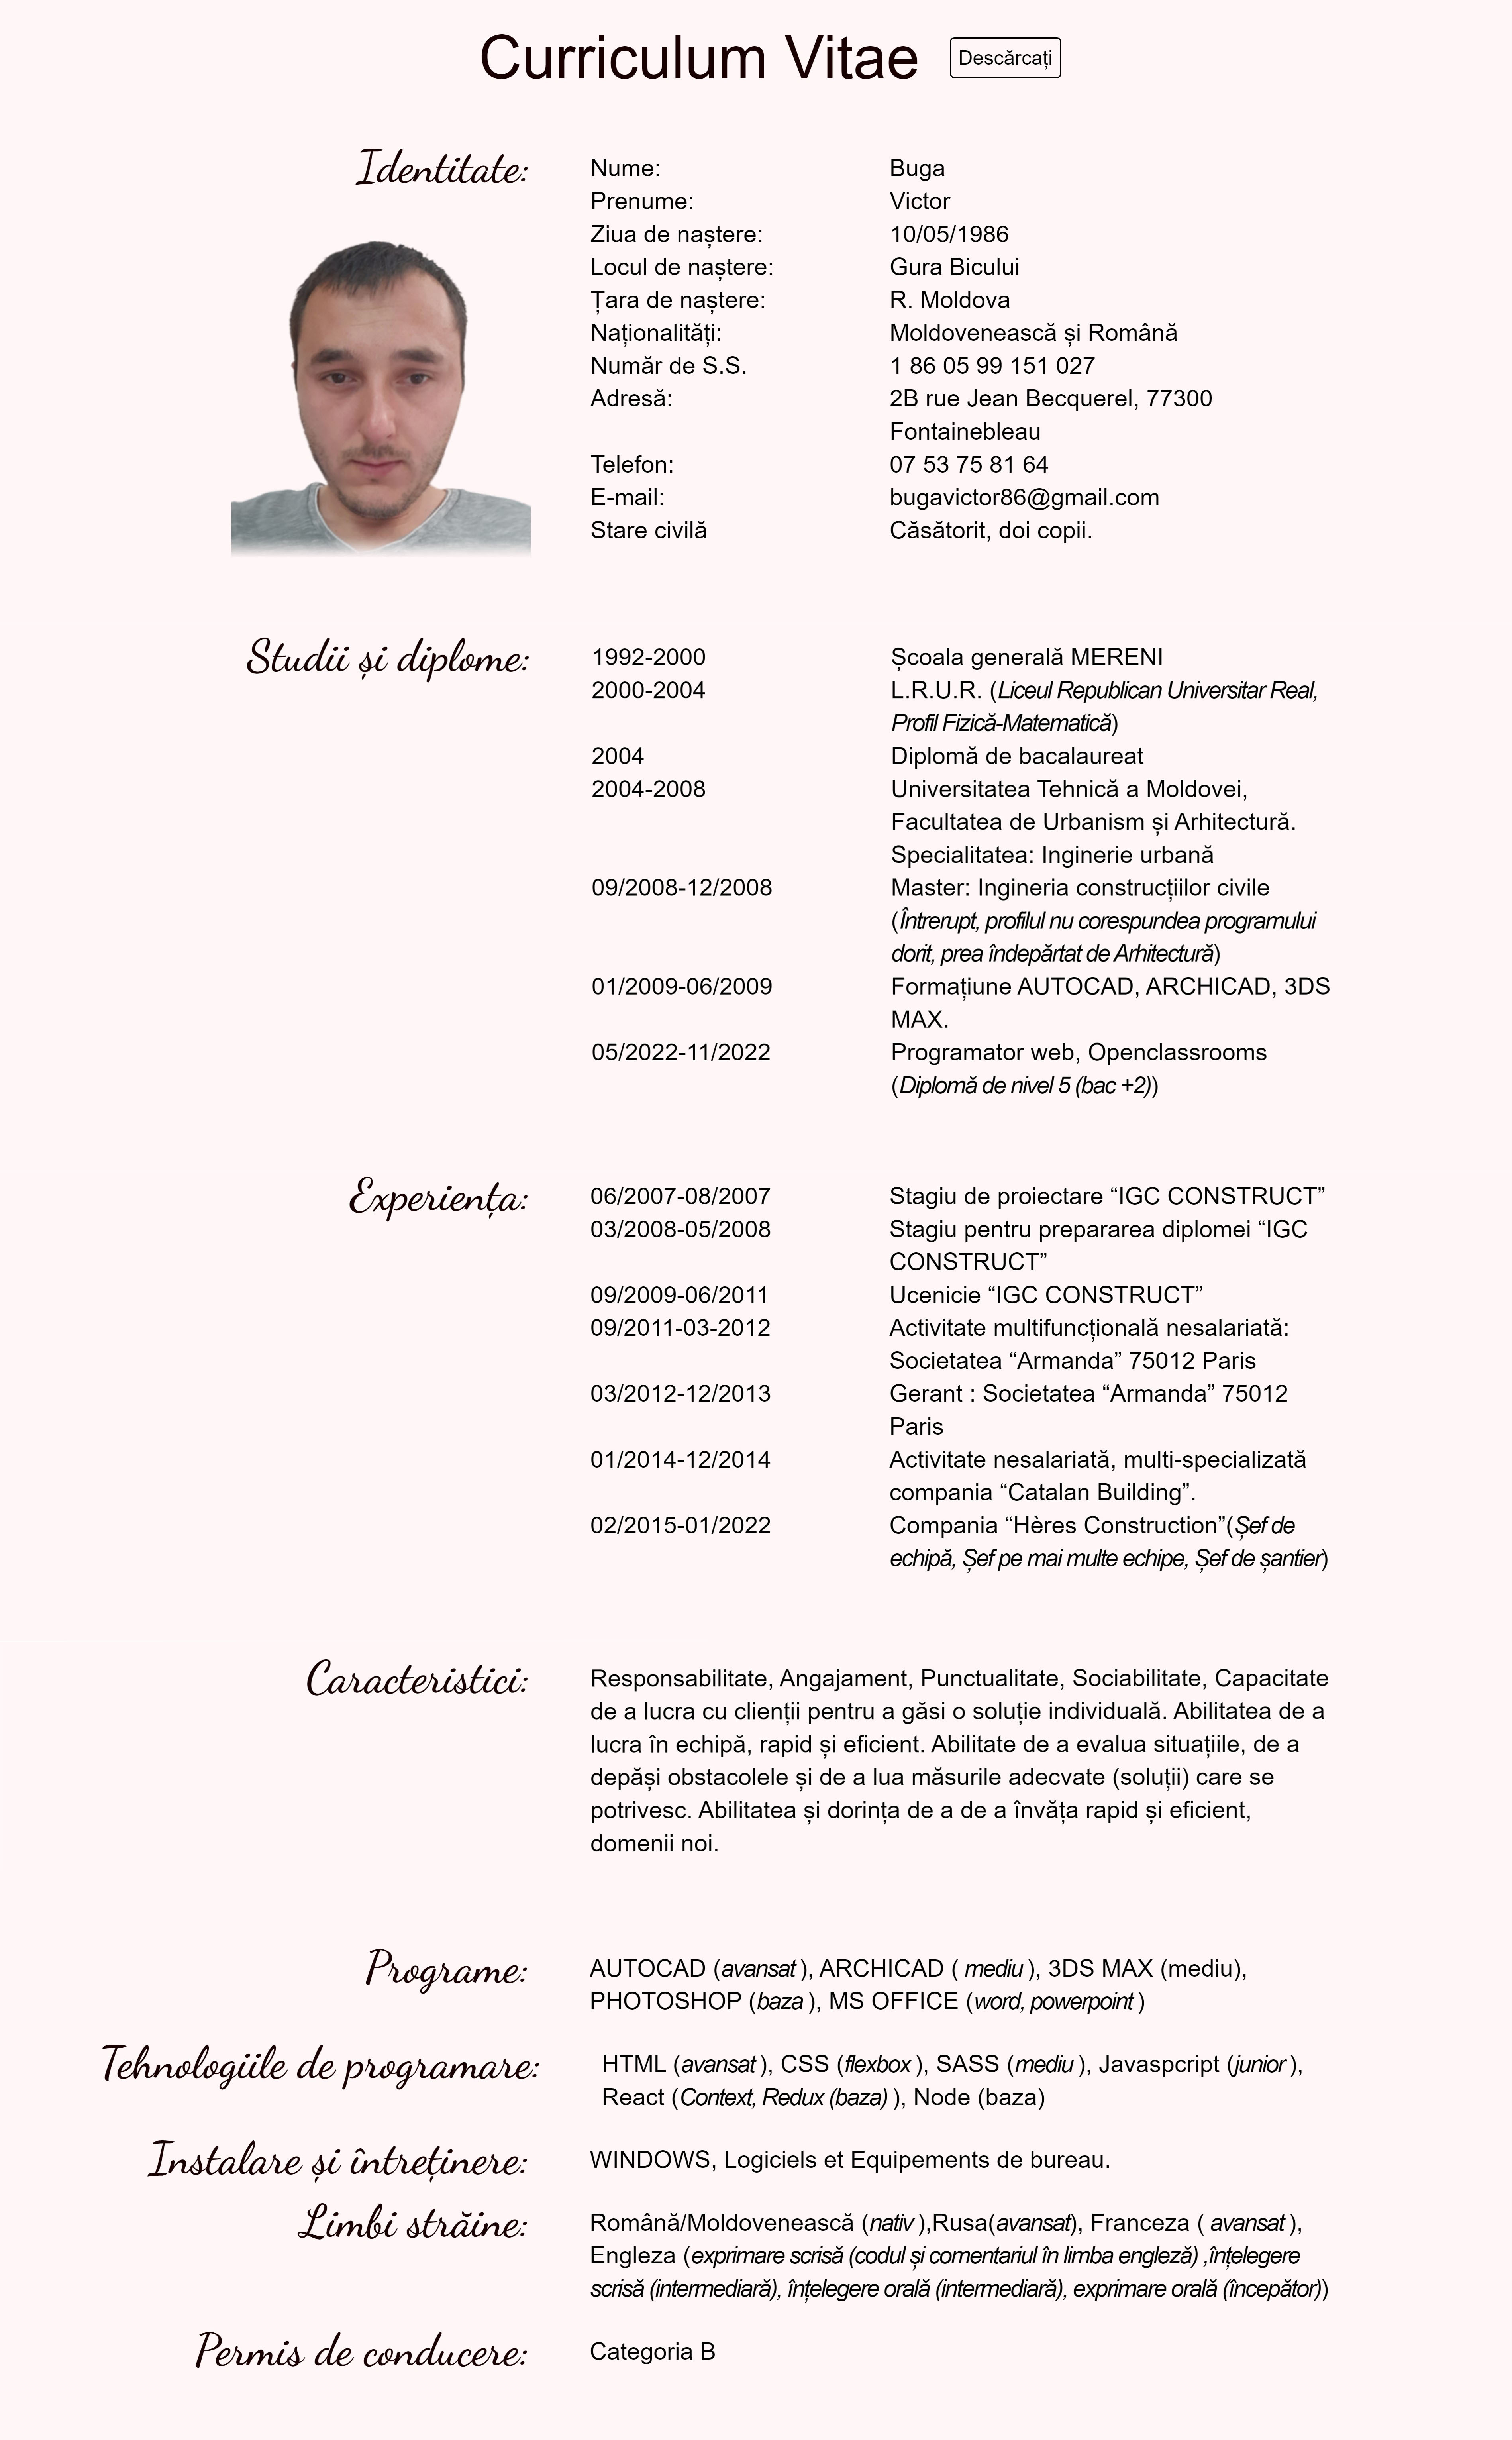 Curriculum Vitae Descărcați
Identitate:
Nume: Buga
Prenume: Victor
Ziua de naștere: 10/05/1986
Locul de naștere: Gura Bicului
Țara de naștere: R. Moldova
Naționalități: Moldovenească și Română
Număr de S.S. 1 86 05 99 151 027
Adresă: 2B rue Jean Becquerel, 77300
Fontainebleau
Telefon: 07 53 75 81 64
E-mail: bugavictor86@gmail.com
Stare civilă Căsătorit, doi copii.
Studii și diplome:
1992-2000 Școala generală MERENI
2000-2004 L.R.U.R. (Liceul Republican Universitar Real,
Profil Fizică-Matematică)
2004 Diplomă de bacalaureat
2004-2008 Universitatea Tehnică a Moldovei,
Facultatea de Urbanism și Arhitectură.
Specialitatea: Inginerie urbană
09/2008-12/2008 Master: Ingineria construcțiilor civile
(Întrerupt, profilul nu corespundea programului
dorit, prea îndepărtat de Arhitectură)
01/2009-06/2009 Formațiune AUTOCAD, ARCHICAD, 3DS
MAX.
05/2022-11/2022 Programator web, Openclassrooms
(Diplomă de nivel 5 (bac +2))
Experiența:
06/2007-08/2007 Stagiu de proiectare “IGC CONSTRUCT”
03/2008-05/2008 Stagiu pentru prepararea diplomei “IGC
CONSTRUCT”
09/2009-06/2011 Ucenicie “IGC CONSTRUCT”
09/2011-03-2012 Activitate multifuncțională nesalariată:
Societatea “Armanda” 75012 Paris
03/2012-12/2013 Gerant : Societatea “Armanda” 75012
Paris
01/2014-12/2014 Activitate nesalariată, multi-specializată
compania “Catalan Building”.
02/2015-01/2022 Compania “Hères Construction”(Șef de
echipă, Șef pe mai multe echipe, Șef de șantier)
Caracteristici:
Responsabilitate, Angajament, Punctualitate, Sociabilitate, Capacitate
de a lucra cu clienții pentru a găsi o soluție individuală. Abilitatea de a
lucra în echipă, rapid și eficient. Abilitate de a evalua situațiile, de a
depăși obstacolele și de a lua măsurile adecvate (soluții) care se
potrivesc. Abilitatea și dorința de a de a învăța rapid și eficient,
domenii noi.
Programe:
AUTOCAD (avansat ), ARCHICAD ( mediu ), 3DS MAX (mediu),
PHOTOSHOP (baza ), MS OFFICE (word, powerpoint )
Tehnologiile de programare:
HTML (avansat ), CSS (flexbox ), SASS (mediu ), Javaspcript (junior ),
React (Context, Redux (baza) ), Node (baza)
Instalare și întreținere:
WINDOWS, Logiciels et Equipements de bureau.
Limbi străine:
Română/Moldovenească (nativ ),Rusa(avansat), Franceza ( avansat ),
Engleza (exprimare scrisă (codul și comentariul în limba engleză) ,înțelegere
scrisă (intermediară), înțelegere orală (intermediară), exprimare orală (începător))
Permis de conducere:
Categoria B